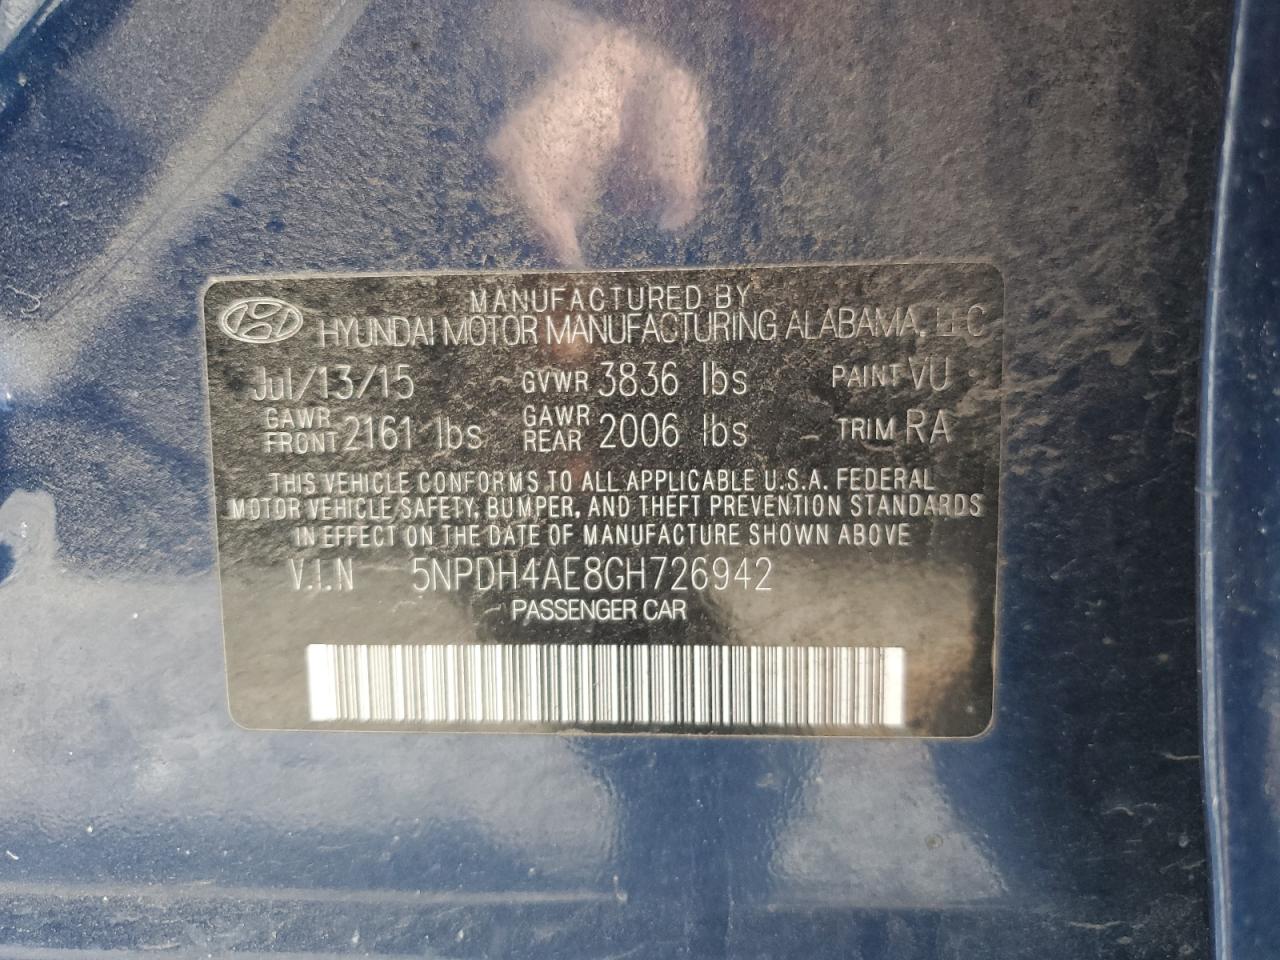 MANUFACTURED BY
HYUNDAI MOTOR MANUFACTURING ALABAMA, LLC
Jul/13/15 GVWR 3836 lbs PAINT VU
GAWR FRONT 2161 lbs GAWR REAR 2006 lbs TRIM RA
THIS VEHICLE CONFORMS TO ALL APPLICABLE U.S.A. FEDERAL
MOTOR VEHICLE SAFETY, BUMPER, AND THEFT PREVENTION STANDARDS
IN EFFECT ON THE DATE OF MANUFACTURE SHOWN ABOVE
V.I.N 5NPDH4AE8GH726942
PASSENGER CAR